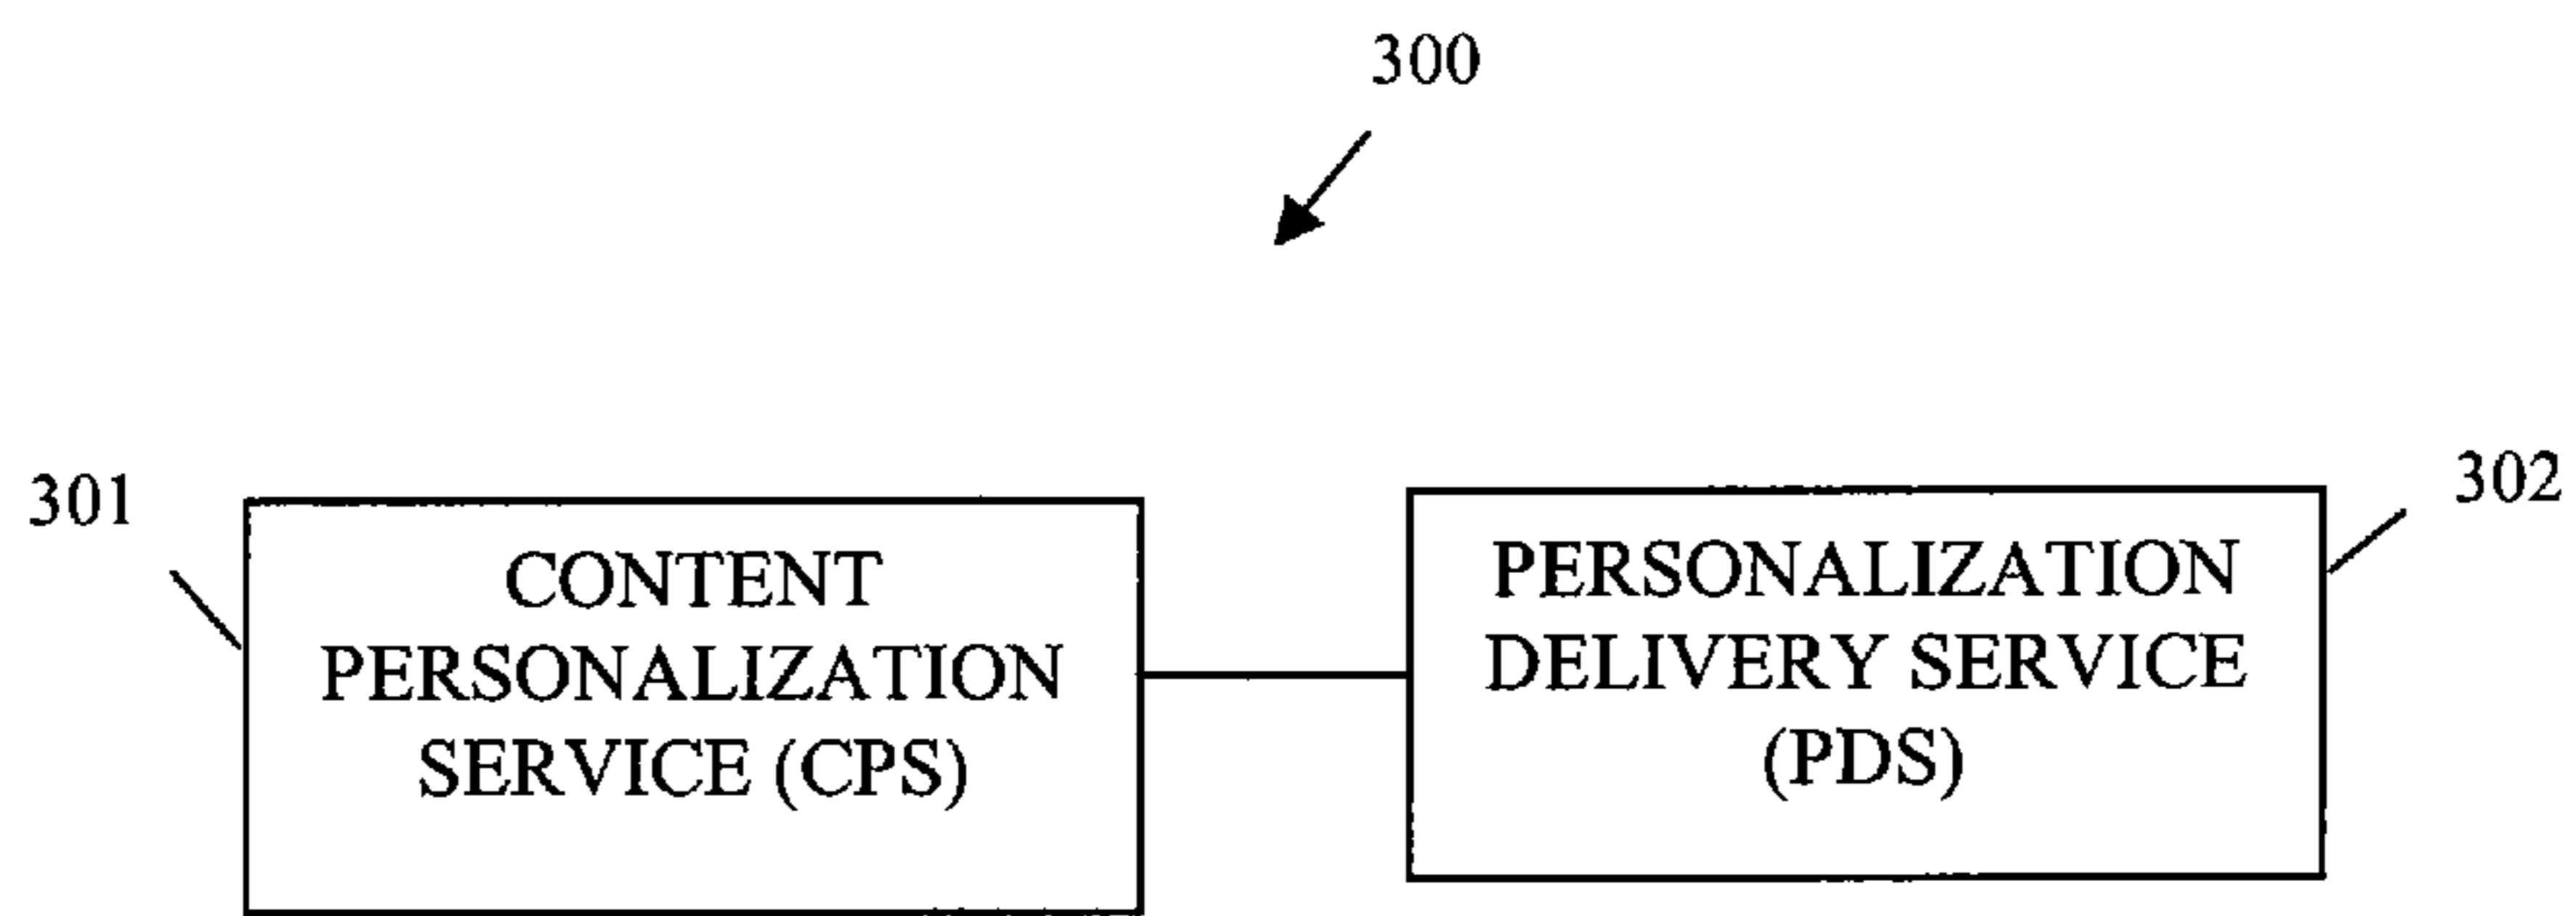 300
301
CONTENT
PERSONALIZATION
SERVICE (CPS)
PERSONALIZATION
DELIVERY SERVICE
(PDS)
302